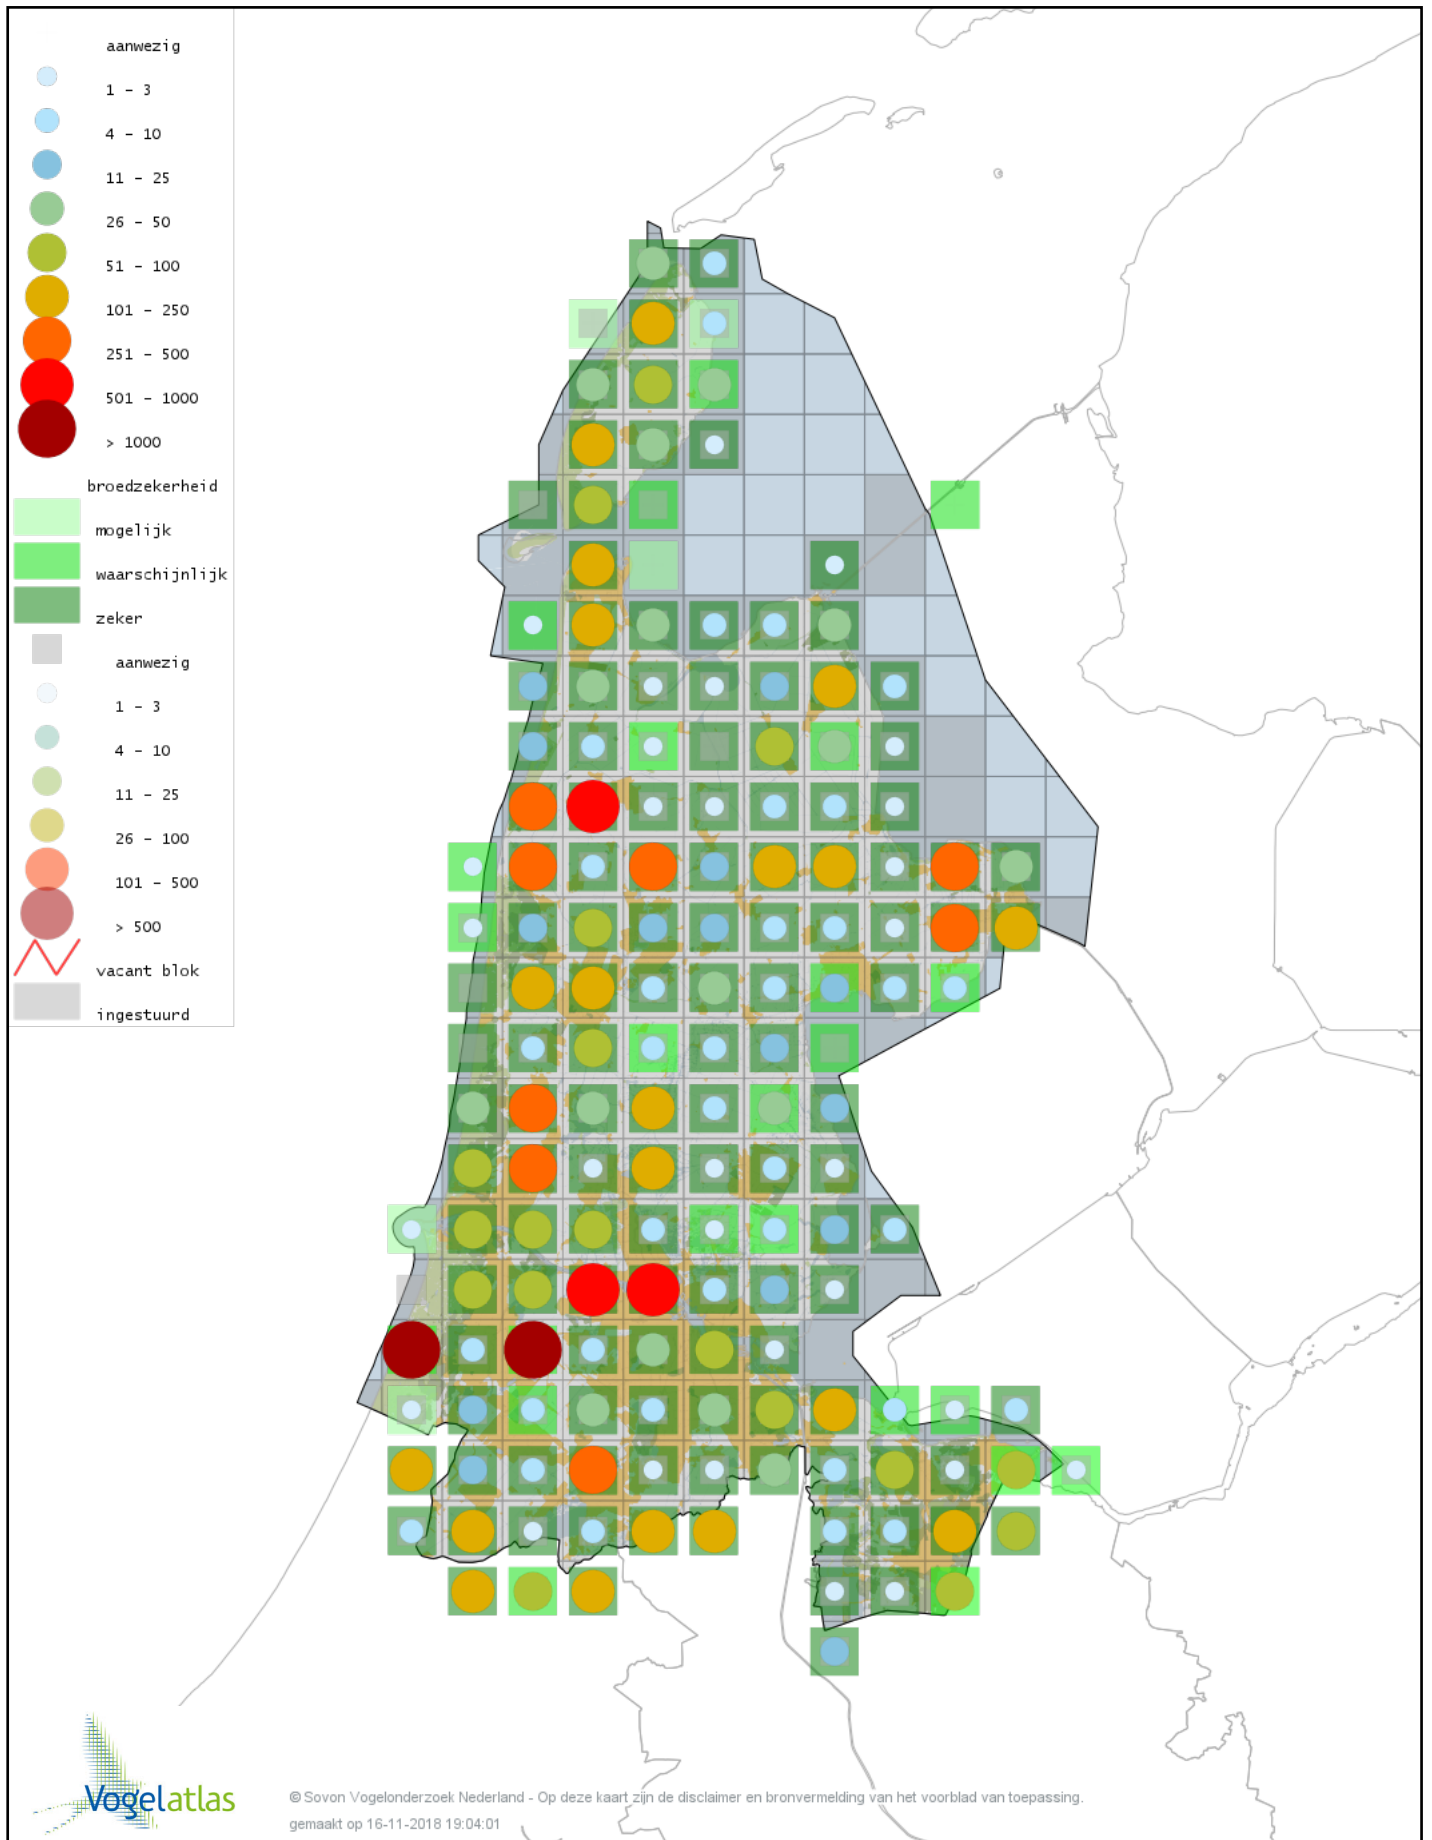 aanwezig
1 - 3
4 - 10
11 - 25
26 - 50
51 - 100
101 - 250
251 - 500
501 - 1000
> 1000
broedzekerheid
mogelijk
waarschijnlijk
zeker
aanwezig
1 - 3
4 - 10
11 - 25
26 - 100
101 - 500
> 500
vacant blok
ingestuurd
Vogelatlas
© Sovon Vogelonderzoek Nederland - Op deze kaart zijn de disclaimer en bronvermelding van het voorblad van toepassing.
gemaakt op 16-11-2018 19:04:01